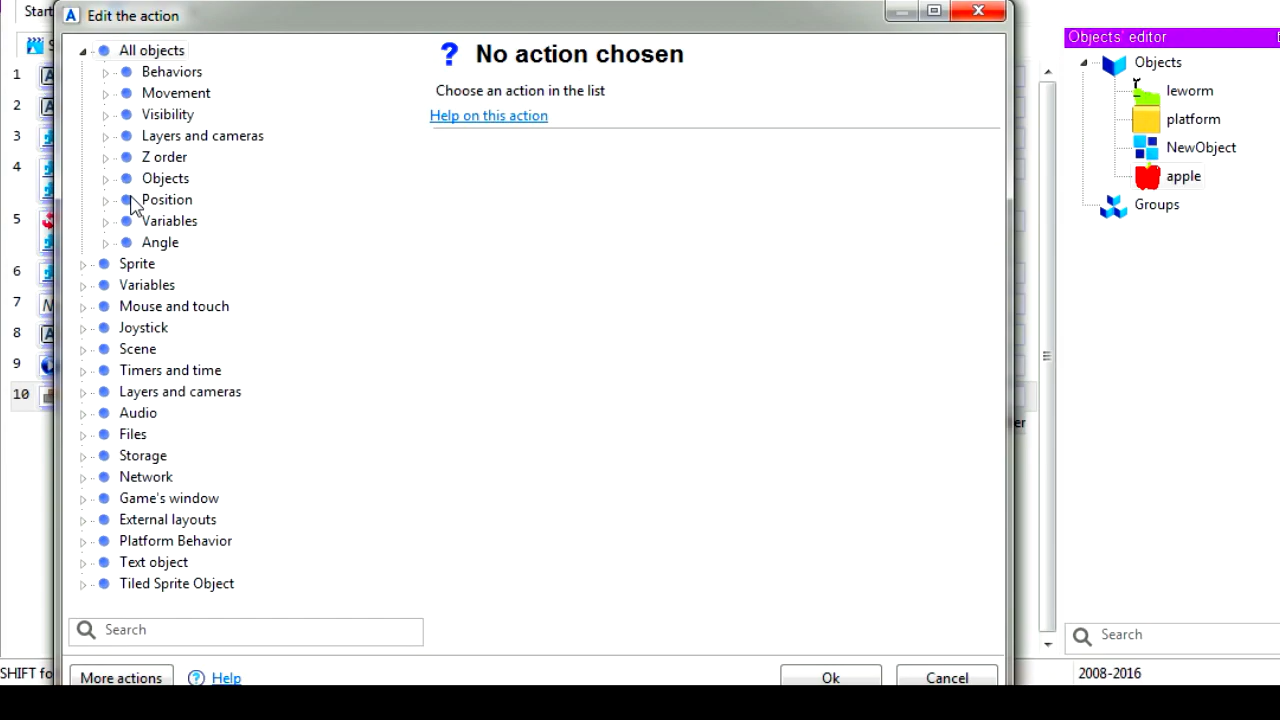 Start
Edit the action
All objects
Behaviors
Movement
Visibility
Layers and cameras
Z order
Objects
Position
Variables
Angle
Sprite
Variables
Mouse and touch
Joystick
Scene
Timers and time
Layers and cameras
Audio
Files
Storage
Network
Game's window
External layouts
Platform Behavior
Text object
Tiled Sprite Object
Search
More actions
Help
Ok
Cancel
? No action chosen
Choose an action in the list
Help on this action
1
2
3
4
5
6
7
8
9
10
er
SHIFT fo
Objects' editor
Objects
leworm
platform
NewObject
apple
Groups
Search
2008-2016